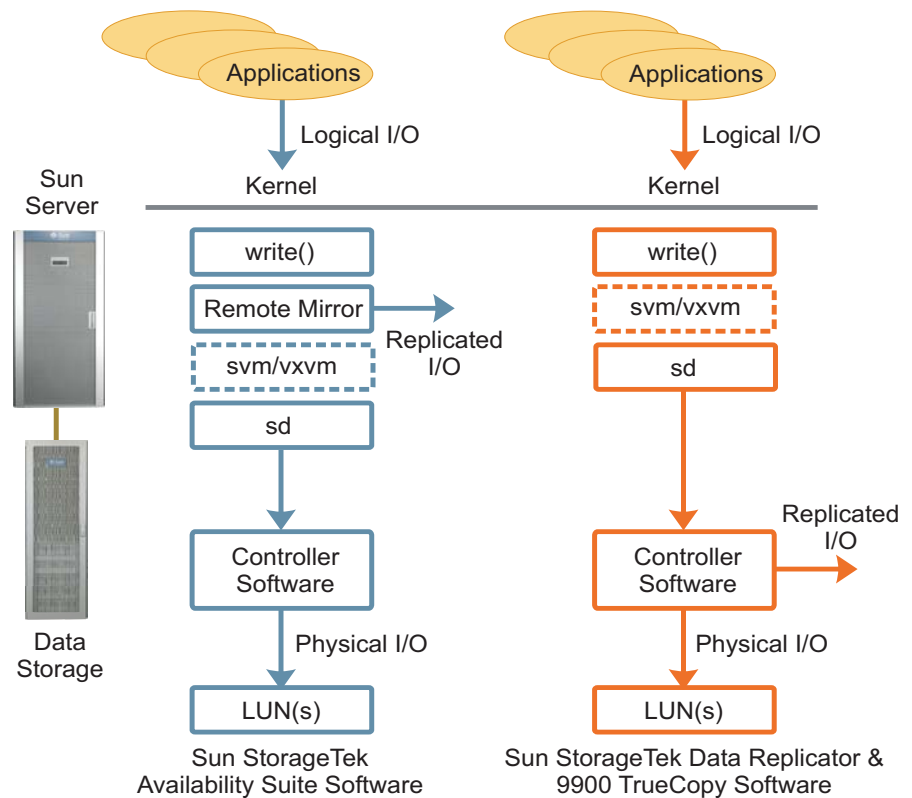 Applications
Applications
Logical I/O
Logical I/O
Sun
Server
Kernel
Kernel
write()
write()
Remote Mirror
svm/vxvm
Replicated
I/O
svm/vxvm
sd
sd
Replicated
I/O
Controller
Software
Controller
Software
Data
Storage
Physical I/O
Physical I/O
LUN(s)
LUN(s)
Sun StorageTek
Availability Suite Software
Sun StorageTek Data Replicator &
9900 TrueCopy Software